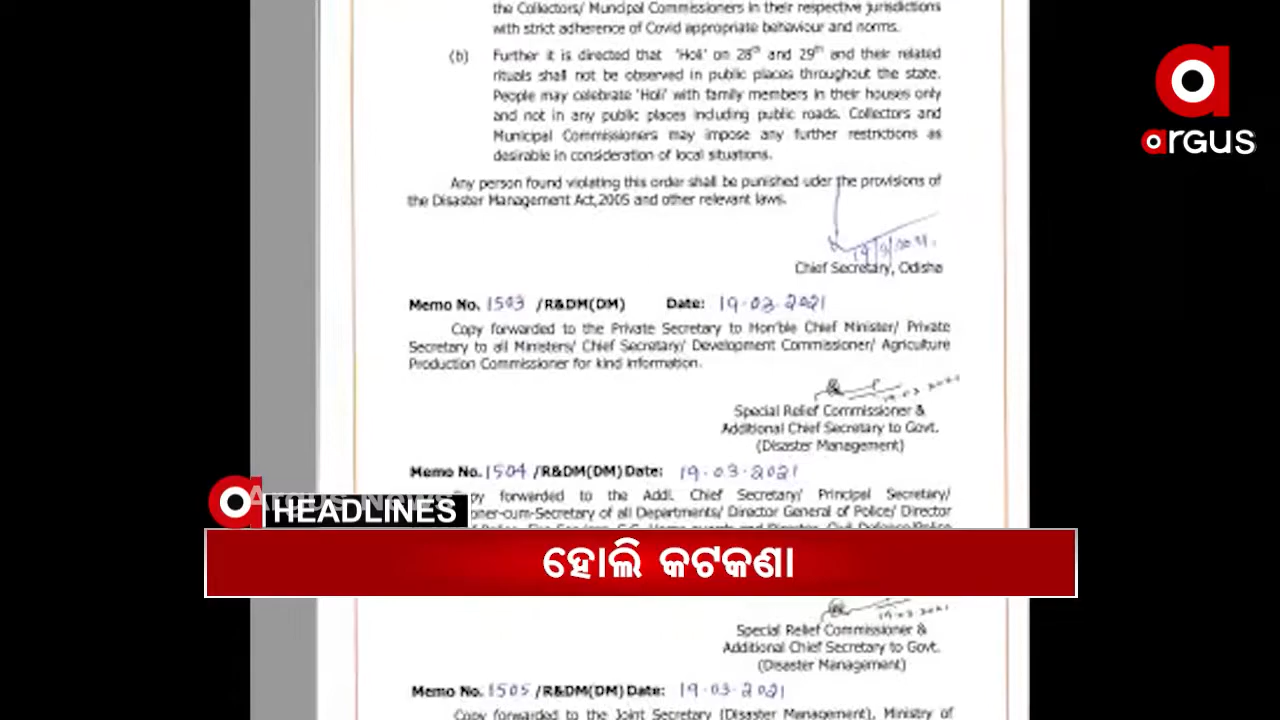 the Collectors/ Muncipal Commissioners in their respective jurisdictions
with strict adherence of Covid appropriate behaviour and norms.
(b) Further it is directed that 'Holi' on 28th and 29th and their related
rituals shall not be observed in public places throughout the state.
People may celebrate 'Holi' with family members in their houses only
and not in any public places including public roads. Collectors and
Municipal Commissioners may impose any further restrictions as
desirable in consideration of local situations.
Any person found violating this order shall be punished uder the provisions of
the Disaster Management Act,2005 and other relevant laws.
Chief Secretary, Odisha
Memo No. 1503 /R&DM(DM) Date: 19.03.2021
Copy forwarded to the Private Secretary to Hon'ble Chief Minister/ Private
Secretary to all Ministers/ Chief Secretary/ Development Commissioner/ Agriculture
Production Commissioner for kind information.
19.03.2021
Special Relief Commissioner &
Additional Chief Secretary to Govt.
(Disaster Management)
Memo No. 1504 /R&DM(DM) Date: 19.03.2021
Copy forwarded to the Addl. Chief Secretary/ Principal Secretary/
oner-cum-Secretary of all Departments/ Director General of Police/ Director
HEADLINES
ହୋଲି କଟକଣା
19.03.2021
Special Relief Commissioner &
Additional Chief Secretary to Govt.
(Disaster Management)
Memo No. 1505 /R&DM(DM) Date: 19.03.2021
Copy forwarded to the Joint Secretary (Disaster Management), Ministry of
argus